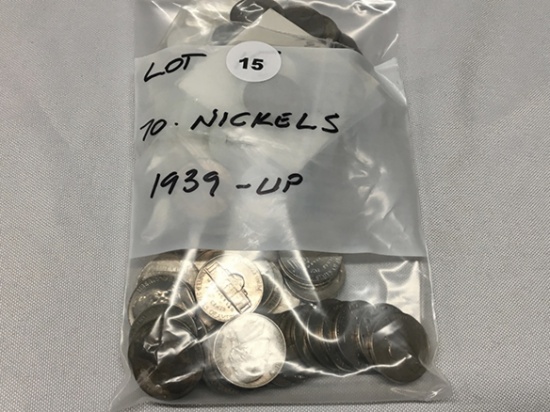 LOT 15
70. NICKELS
1939 - UP